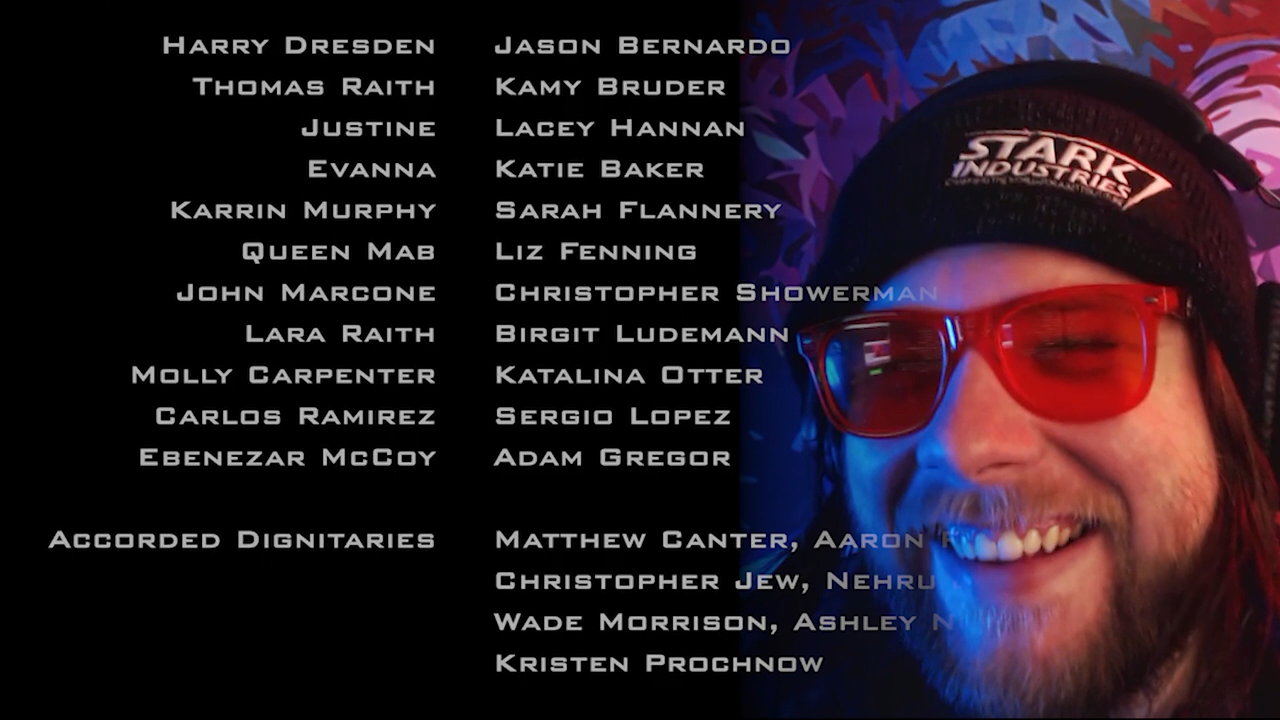 HARRY DRESDEN JASON BERNARDO
THOMAS RAITH KAMY BRUDER
JUSTINE LACEY HANNAN
EVANNA KATIE BAKER
KARRIN MURPHY SARAH FLANNERY
QUEEN MAB LIZ FENNING
JOHN MARCONE CHRISTOPHER SHOWERMAN
LARA RAITH BIRGIT LUDEMANN
MOLLY CARPENTER KATALINA OTTER
CARLOS RAMIREZ SERGIO LOPEZ
EBENEZAR MCCOY ADAM GREGOR
ACCORDED DIGNITARIES MATTHEW CANTER, AARON
CHRISTOPHER JEW, NEHRU
WADE MORRISON, ASHLEY
KRISTEN PROCHNOW
STARK
INDUSTRIES